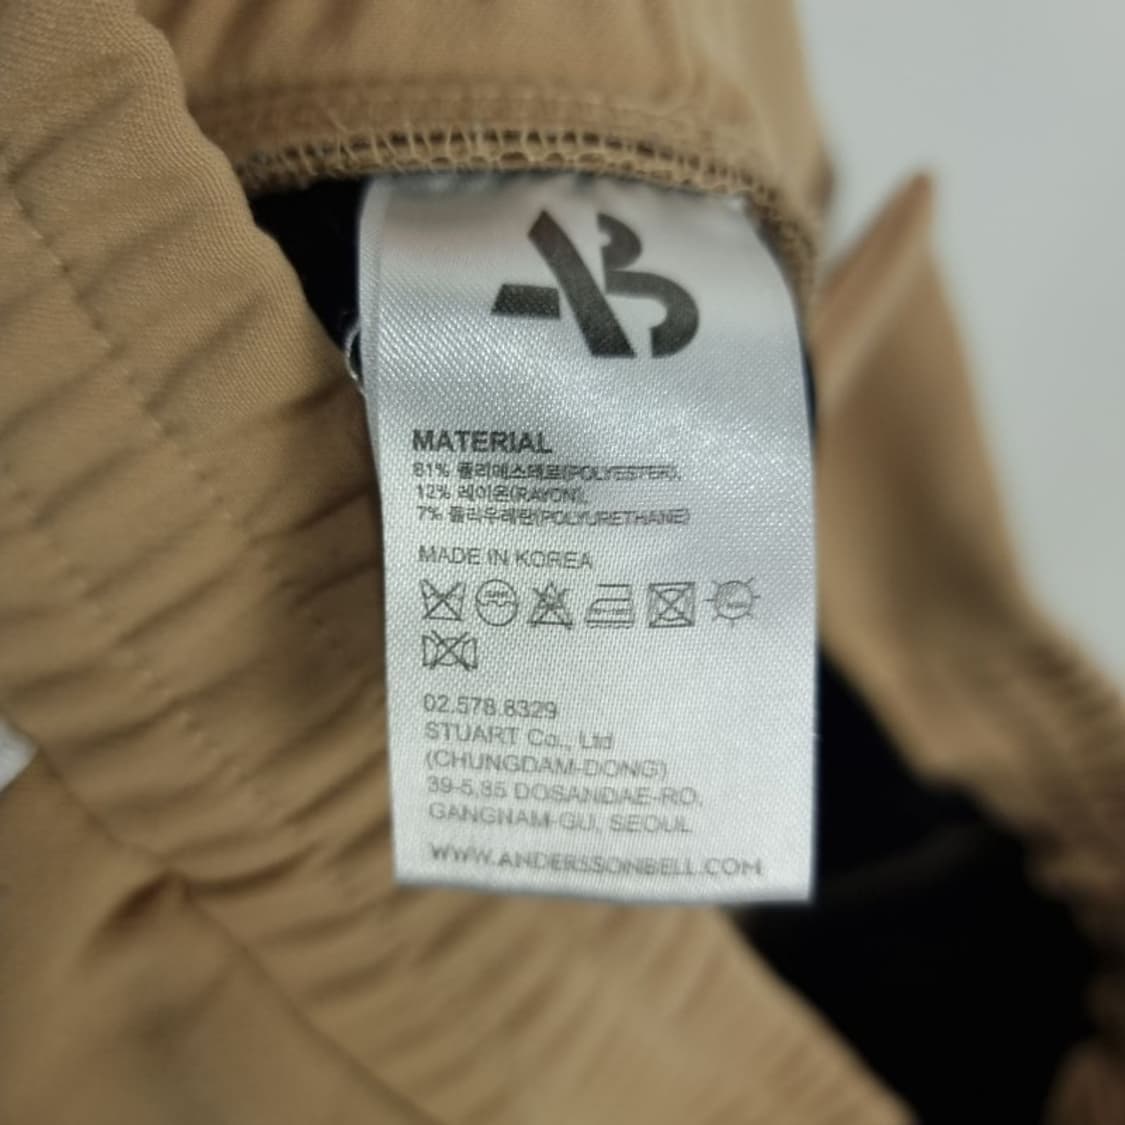 AB
MATERIAL
81% 폴리에스테르(POLYESTER),
12% 레이온(RAYON),
7% 폴리우레탄(POLYURETHANE)
MADE IN KOREA
02.578.8329
STUART Co., Ltd
(CHUNGDAM-DONG)
39-5,85 DOSANDAE-RO,
GANGNAM-GU, SEOUL
WWW.ANDERSSONBELL.COM